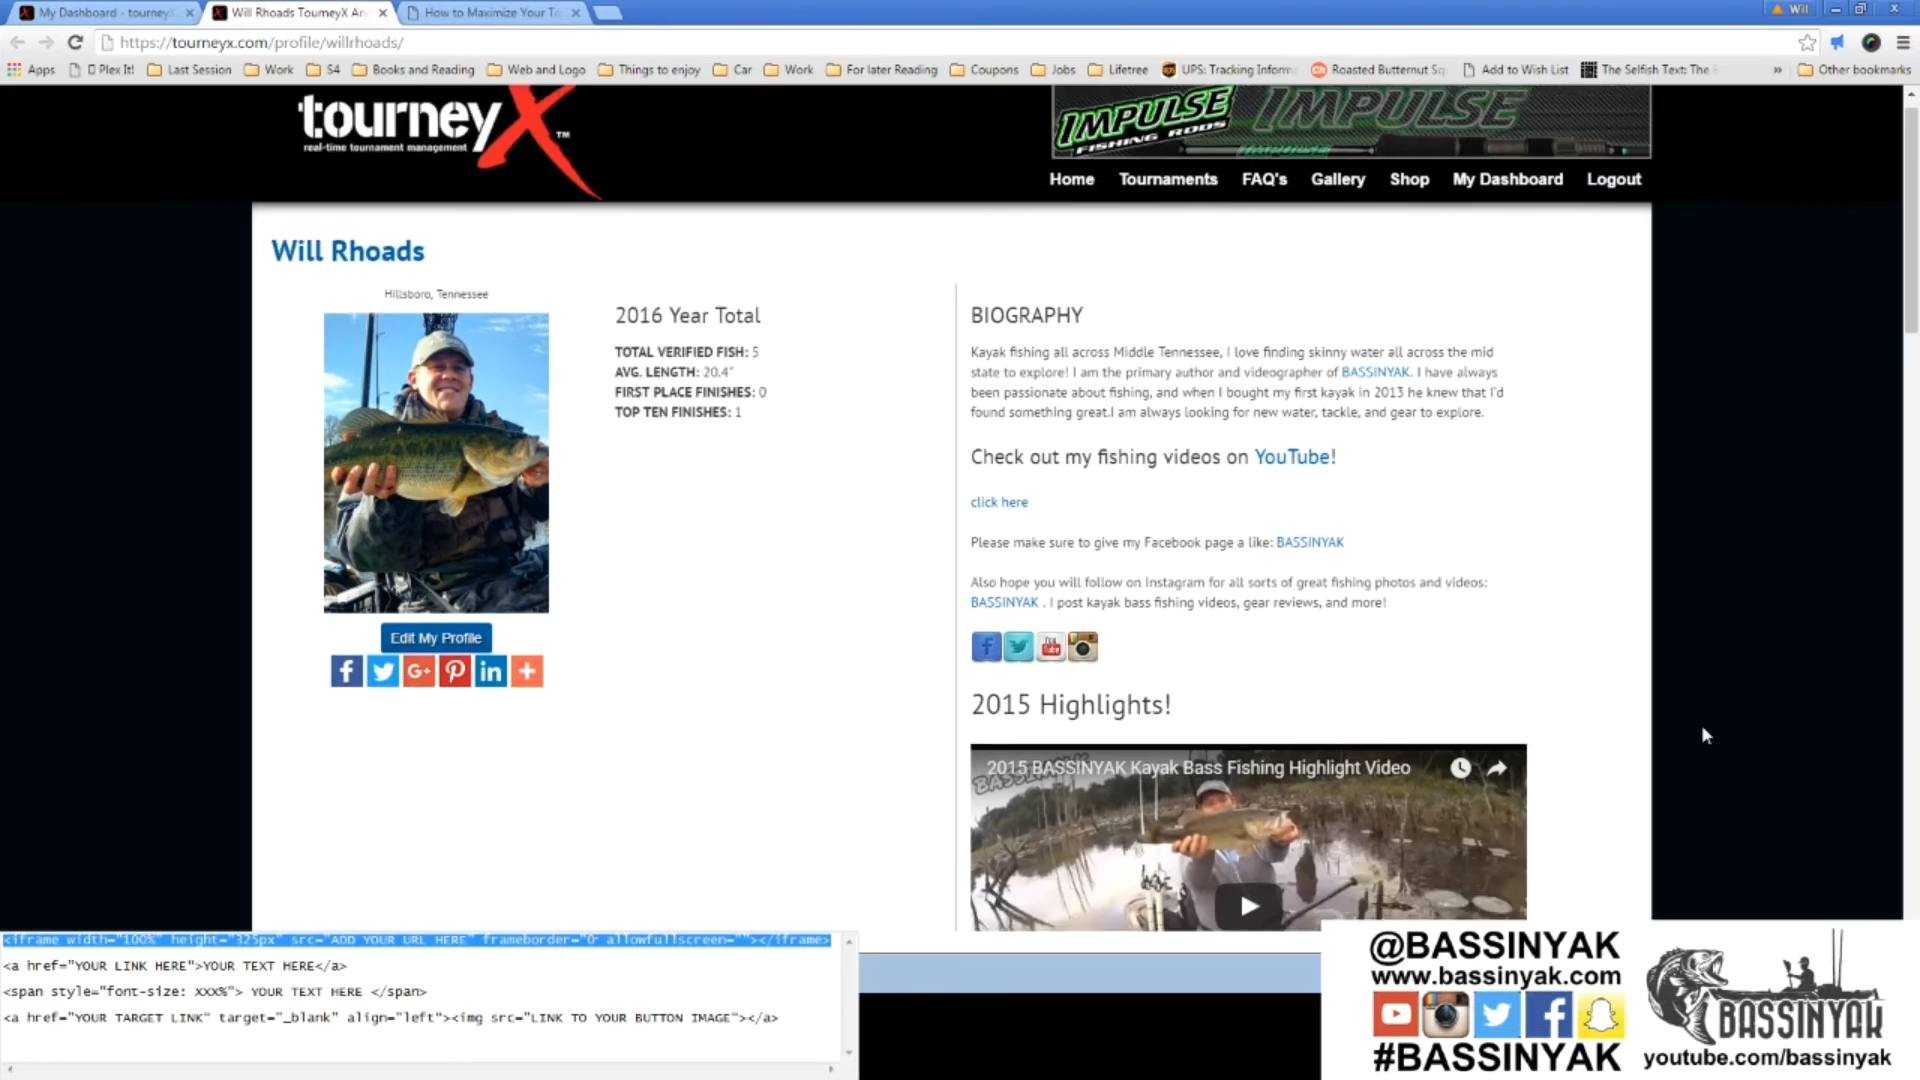 My Dashboard - tourney
Will Rhoads TourneyX An
How to Maximize Your To
Will
https://tourneyx.com/profile/willrhoads/
Apps
Plex It!
Last Session
Work
S4
Books and Reading
Web and Logo
Things to enjoy
Car
Work
For later Reading
Coupons
Jobs
Lifetree
UPS: Tracking Inform
Roasted Butternut Sq
Add to Wish List
The Selfish Text: The
»
Other bookmarks
tourneyX™
real-time tournament management
IMPULSE
FISHING RODS
IMPULSE
Home Tournaments FAQ's Gallery Shop My Dashboard Logout
Will Rhoads
Hillsboro, Tennessee
2016 Year Total
TOTAL VERIFIED FISH: 5
AVG. LENGTH: 20.4"
FIRST PLACE FINISHES: 0
TOP TEN FINISHES: 1
Edit My Profile
BIOGRAPHY
Kayak fishing all across Middle Tennessee, I love finding skinny water all across the mid
state to explore! I am the primary author and videographer of BASSINYAK. I have always
been passionate about fishing, and when I bought my first kayak in 2013 he knew that I'd
found something great.I am always looking for new water, tackle, and gear to explore.
Check out my fishing videos on YouTube!
click here
Please make sure to give my Facebook page a like: BASSINYAK
Also hope you will follow on Instagram for all sorts of great fishing photos and videos:
BASSINYAK . I post kayak bass fishing videos, gear reviews, and more!
2015 Highlights!
BASSINYAK
2015 BASSINYAK Kayak Bass Fishing Highlight Video
<iframe width="100%" height="325px" src="ADD YOUR URL HERE" frameborder="0" allowfullscreen=""></iframe>
<a href="YOUR LINK HERE">YOUR TEXT HERE</a>
<span style="font-size: XXX%"> YOUR TEXT HERE </span>
<a href="YOUR TARGET LINK" target="_blank" align="left"><img src="LINK TO YOUR BUTTON IMAGE"></a>
@BASSINYAK
www.bassinyak.com
#BASSINYAK
BASSINYAK
youtube.com/bassinyak